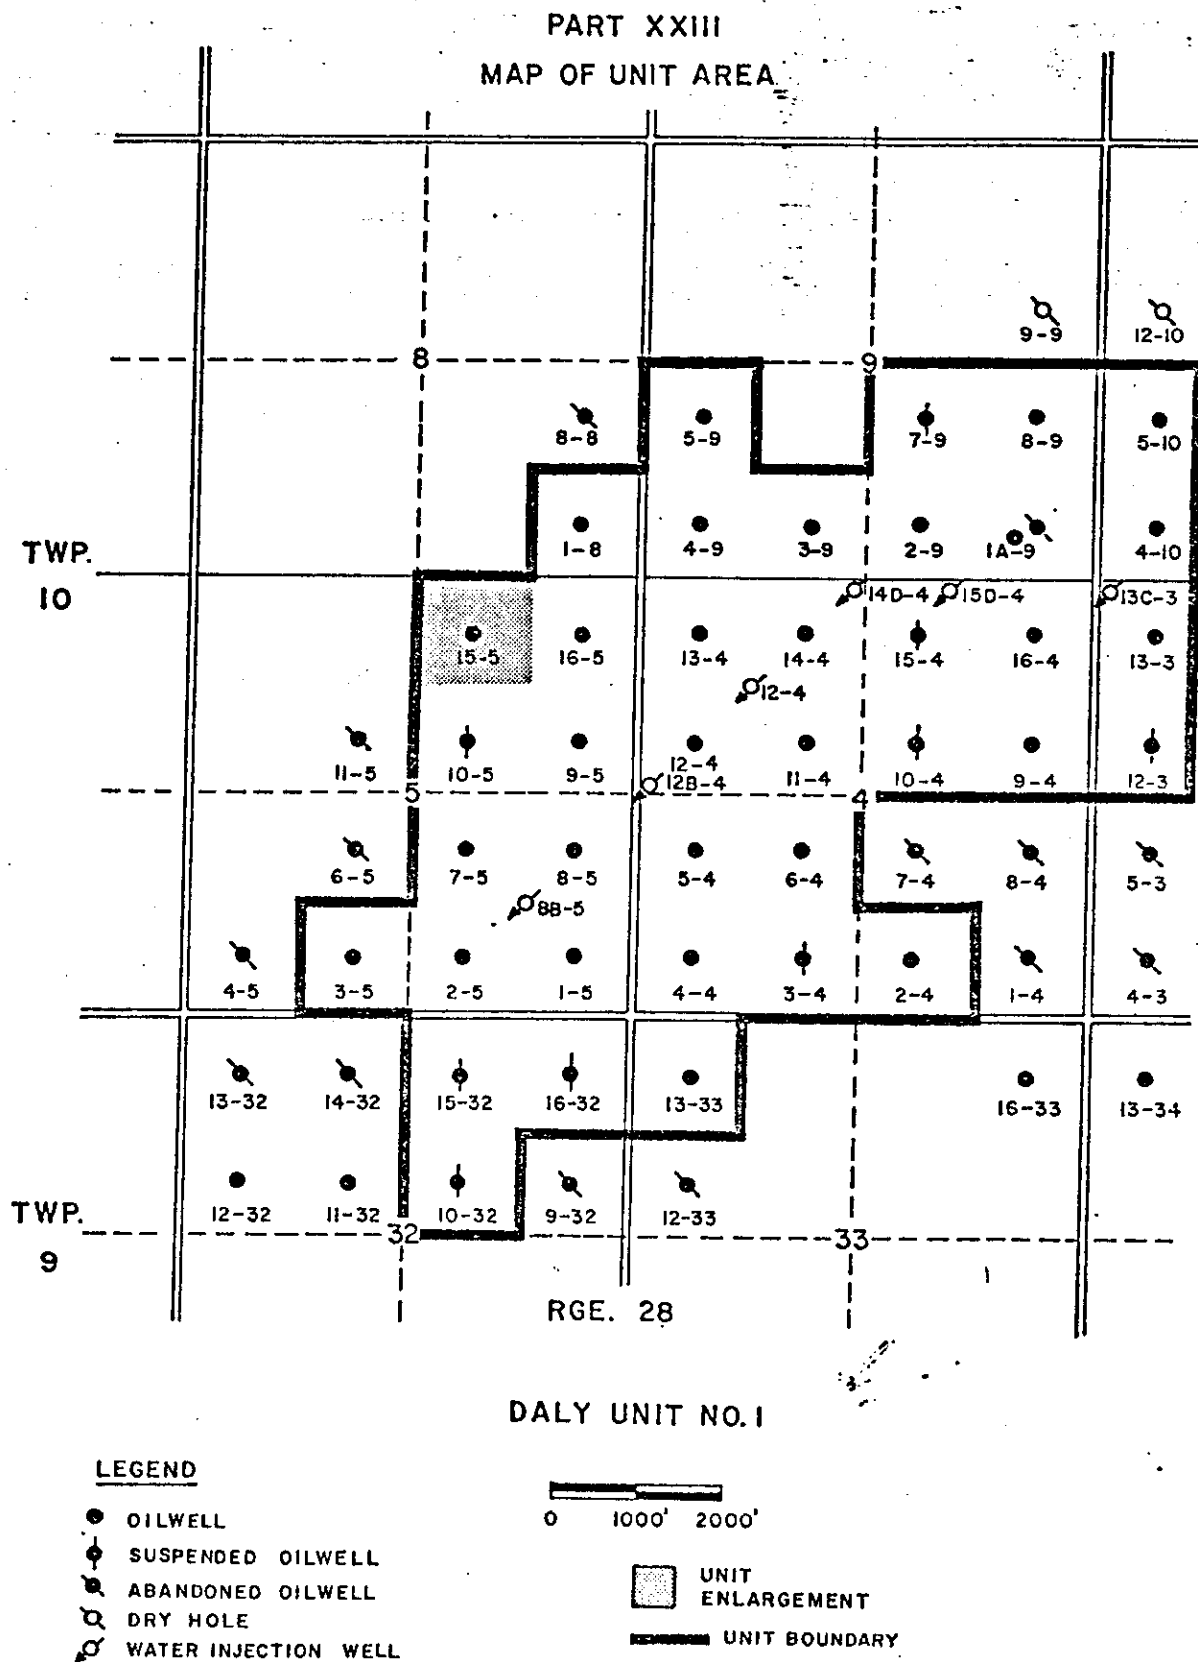 PART XXIII
MAP OF UNIT AREA
9-9 12-10
8 9
8-8 5-9 7-9 8-9 5-10
1-8 4-9 3-9 2-9 1A-9 4-10
TWP.
10
14D-4 15D-4 13C-3
15-5 16-5 13-4 14-4 15-4 16-4 13-3
12-4
11-5 10-5 9-5 12-4 11-4 10-4 9-4 12-3
12B-4
5 4
6-5 7-5 8-5 5-4 6-4 7-4 8-4 5-3
8B-5
4-5 3-5 2-5 1-5 4-4 3-4 2-4 1-4 4-3
13-32 14-32 15-32 16-32 13-33 16-33 13-34
12-32 11-32 10-32 9-32 12-33
TWP.
9
32 33
RGE. 28
DALY UNIT NO. 1
LEGEND
OILWELL
SUSPENDED OILWELL
ABANDONED OILWELL
DRY HOLE
WATER INJECTION WELL
0 1000' 2000'
UNIT
ENLARGEMENT
UNIT BOUNDARY